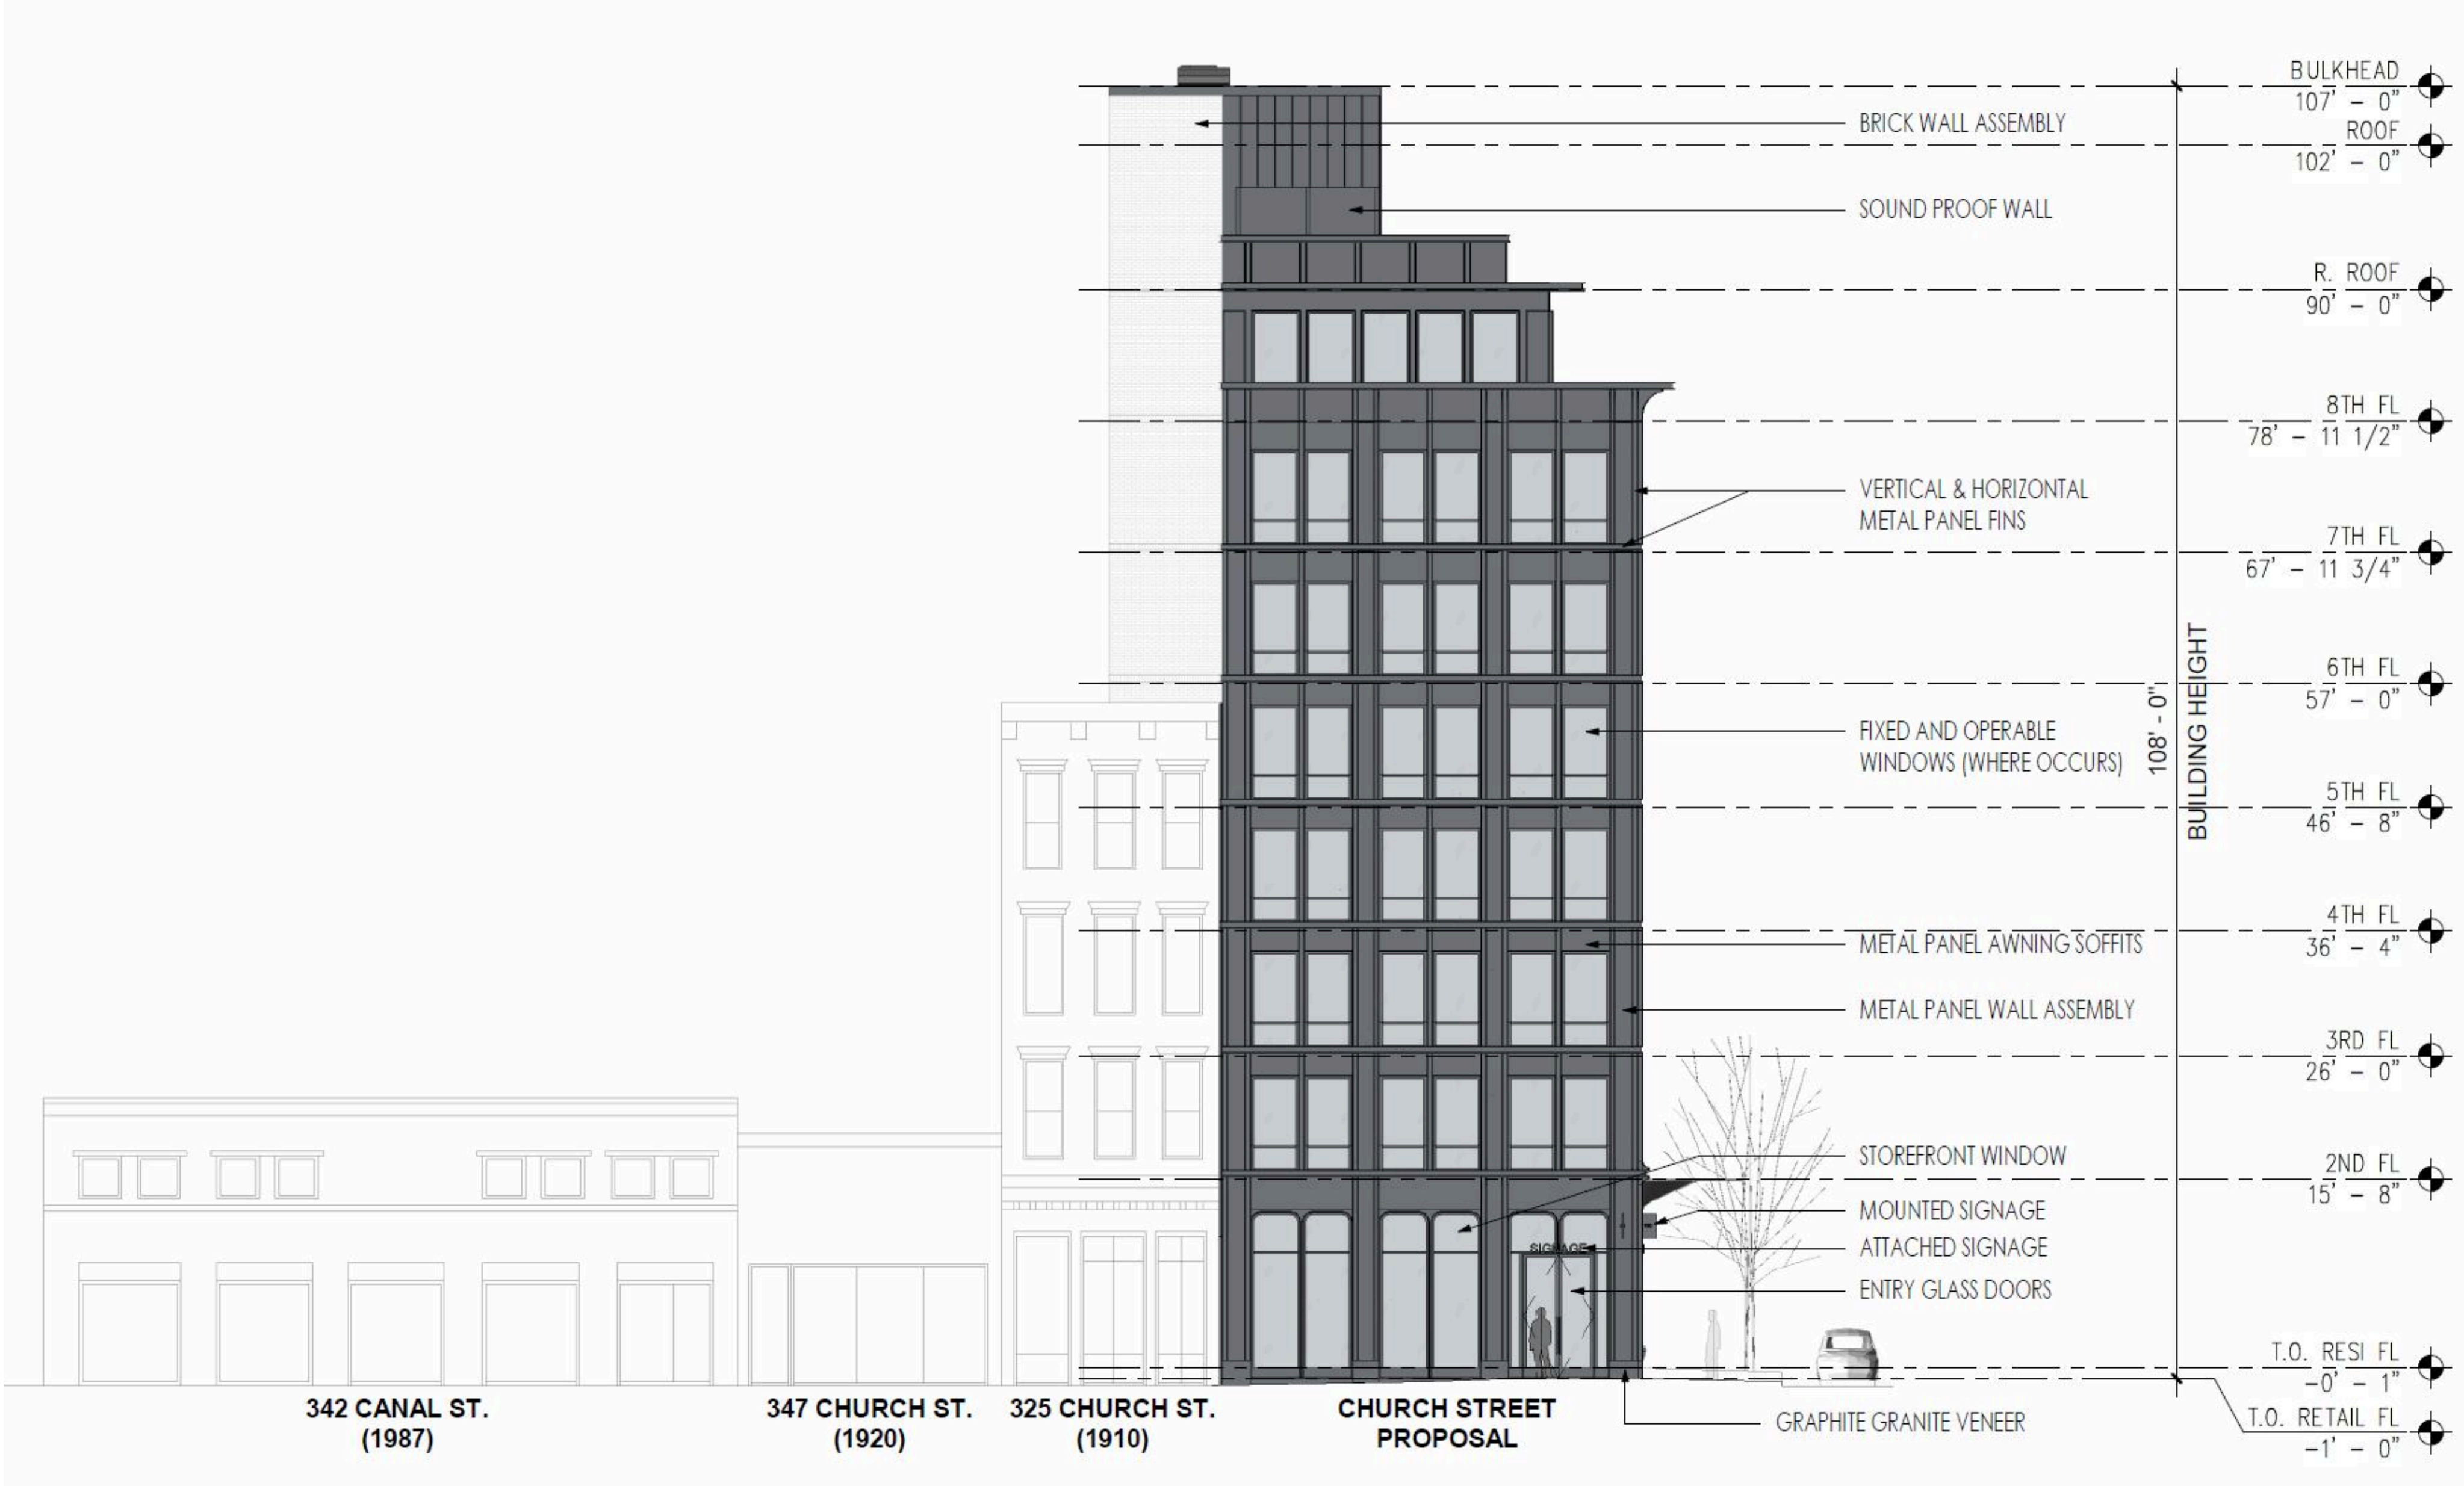 BULKHEAD
107' - 0"
BRICK WALL ASSEMBLY
ROOF
102' - 0"
SOUND PROOF WALL
R. ROOF
90' - 0"
8TH FL
78' - 11 1/2"
VERTICAL & HORIZONTAL
METAL PANEL FINS
7TH FL
67' - 11 3/4"
6TH FL
57' - 0"
FIXED AND OPERABLE
WINDOWS (WHERE OCCURS)
108' - 0"
BUILDING HEIGHT
5TH FL
46' - 8"
4TH FL
36' - 4"
METAL PANEL AWNING SOFFITS
METAL PANEL WALL ASSEMBLY
3RD FL
26' - 0"
STOREFRONT WINDOW
2ND FL
15' - 8"
MOUNTED SIGNAGE
SIGNAGE
ATTACHED SIGNAGE
ENTRY GLASS DOORS
T.O. RESI FL
-0' - 1"
T.O. RETAIL FL
-1' - 0"
GRAPHITE GRANITE VENEER
342 CANAL ST.
(1987)
347 CHURCH ST.
(1920)
325 CHURCH ST.
(1910)
CHURCH STREET
PROPOSAL